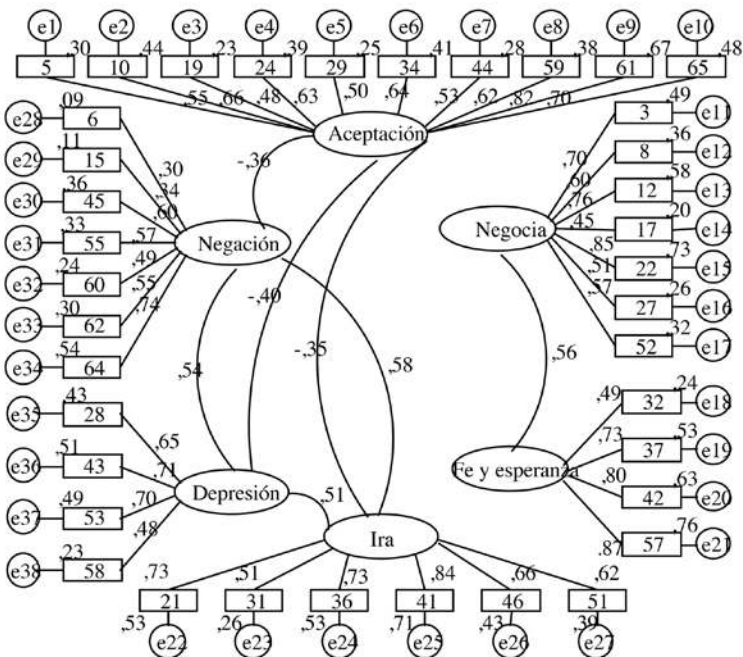 e1 e2 e3 e4 e5 e6 e7 e8 e9 e10
,30 ,44 ,23 ,39 ,25 ,41 ,28 ,38 ,67 ,48
5 10 19 24 29 34 44 59 61 65
,55 ,66 ,48 ,63 ,50 ,64 ,53 ,62 ,82 ,70
Aceptación
,09
e28 6
,11
e29 15
,36
e30 45
,33
e31 55
,24
e32 60
,30
e33 62
,54
e34 64
,30
,34
,60
,57
,49
,55
,74
Negación
-,36
-,40
-,35
,54
,58
,49
3 e11
,36
8 e12
,58
12 e13
,20
17 e14
,73
22 e15
,26
27 e16
,32
52 e17
,70
,60
,76
,45
,85
,51
,57
Negocia
,56
,43
e35 28
,51
e36 43
,49
e37 53
,23
e38 58
,65
,71
,70
,48
Depresión
,51
Fe y esperanza
,49
,73
,80
,87
,24
32 e18
,53
37 e19
,63
42 e20
,76
57 e21
Ira
,73 ,51 ,73 ,84 ,66 ,62
21 31 36 41 46 51
,53 ,26 ,53 ,71 ,43 ,39
e22 e23 e24 e25 e26 e27